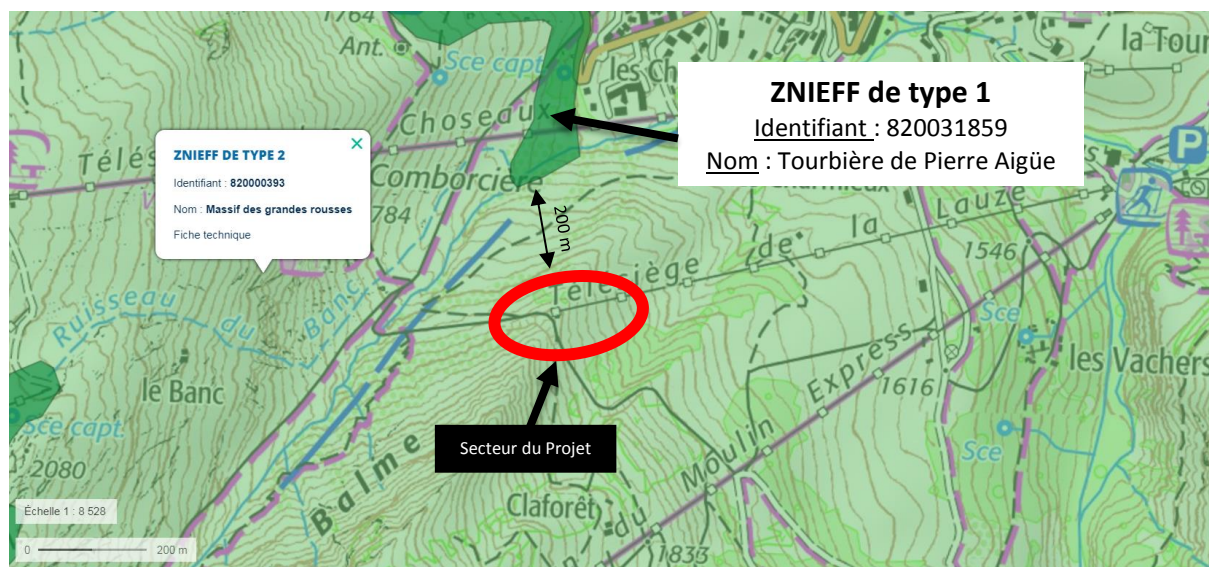 1764
Ant.
Sce capt
les Ch
la Tour
ZNIEFF de type 1
Identifiant : 820031859
Nom : Tourbière de Pierre Aigüe
Choseaux
ZNIEFF DE TYPE 2
Identifiant : 820000393
Nom : Massif des grandes rousses
Fiche technique
Télés
Comborcière
784
P
200 m
Télésiège de la Lauze
1546
Ruisseau du Banc
Sce
le Banc
Express
1616
les Vachers
Sce capt.
Secteur du Projet
Moulin
Sce
2080
Balme
Claforêt
du
1833
Échelle 1 : 8 528
0 200 m